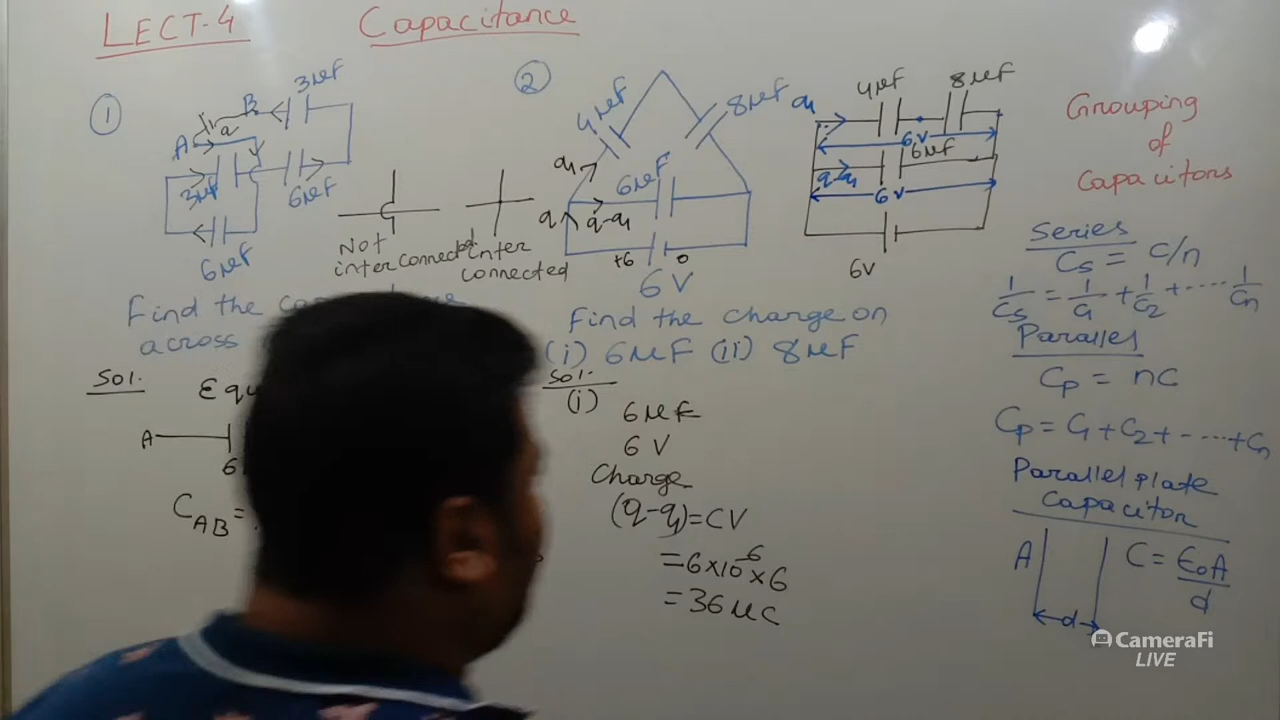 LECT-4
Capacitance
①
3μF
A
B
q
3μF
6μF
6μF
Not
interconnected
Inter
connected
Find the
across
Sol.
A
6
C_AB =
②
4μF
8μF
q₁
6μF
q
q-q₁
+6
0
6V
q₁
4μF
8μF
6V
6μF
q-q₁
6V
6V
Find the charge on
(i) 6μF (ii) 8μF
Sol.
(i)
6μF
6 V
Charge
(q-q₁)=CV
=6×10⁻⁶×6
=36μC
Grouping
of
Capacitors
Series
Cs = C/n
1/Cs = 1/C₁ + 1/C₂ + ---- 1/Cn
Parallel
Cp = nC
Cp = C₁ + C₂ + ----- + Cn
Parallel plate
Capacitor
A
C = ε₀A/d
d
CameraFi
LIVE